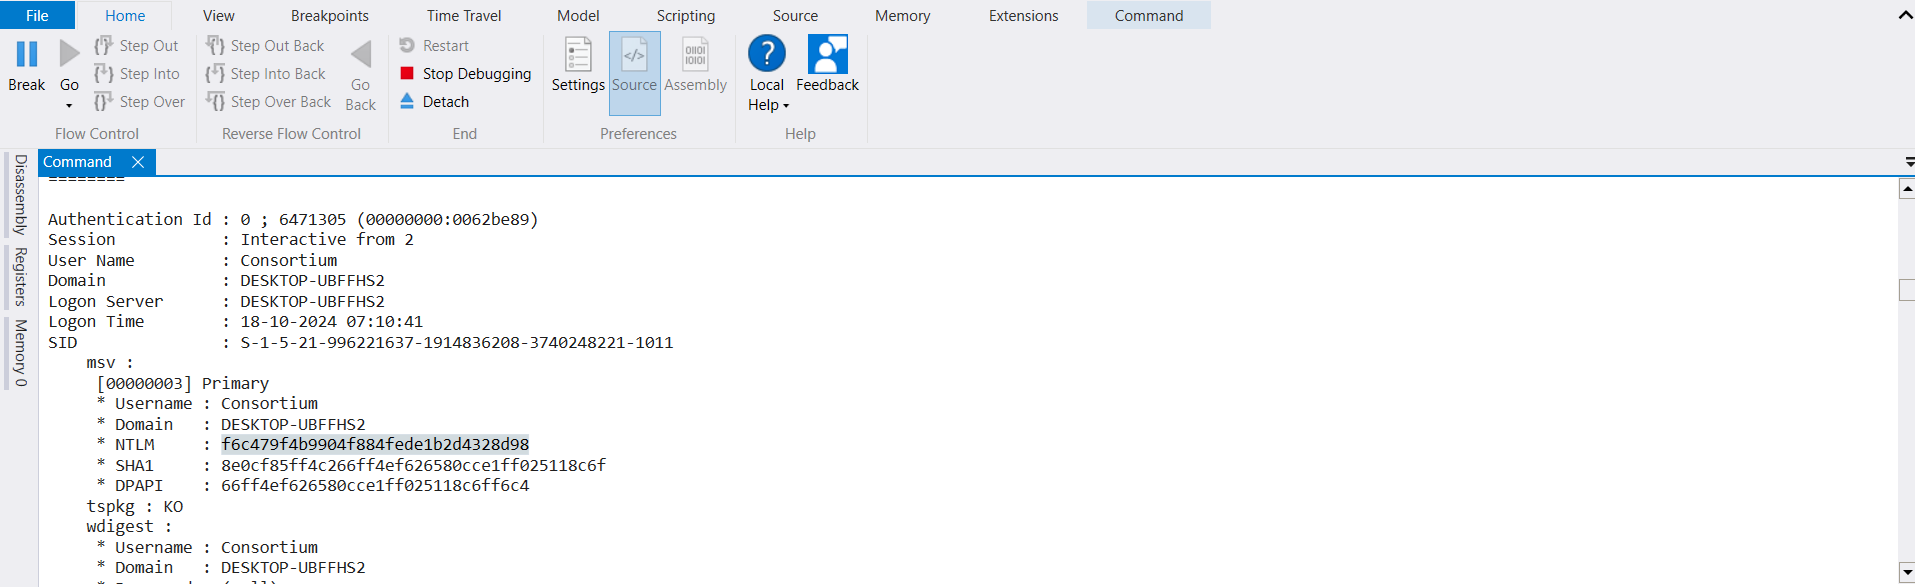 File Home View Breakpoints Time Travel Model Scripting Source Memory Extensions Command
Break
Go
Step Out
Step Into
Step Over
Flow Control
Step Out Back
Step Into Back
Step Over Back
Go
Back
Reverse Flow Control
Restart
Stop Debugging
Detach
End
Settings
Source
Assembly
Preferences
Local
Help
Feedback
Help
Disassembly
Registers
Memory 0
Command
========
Authentication Id : 0 ; 6471305 (00000000:0062be89)
Session : Interactive from 2
User Name : Consortium
Domain : DESKTOP-UBFFHS2
Logon Server : DESKTOP-UBFFHS2
Logon Time : 18-10-2024 07:10:41
SID : S-1-5-21-996221637-1914836208-3740248221-1011
msv :
[00000003] Primary
* Username : Consortium
* Domain : DESKTOP-UBFFHS2
* NTLM : f6c479f4b9904f884fede1b2d4328d98
* SHA1 : 8e0cf85ff4c266ff4ef626580cce1ff025118c6f
* DPAPI : 66ff4ef626580cce1ff025118c6ff6c4
tspkg : KO
wdigest :
* Username : Consortium
* Domain : DESKTOP-UBFFHS2